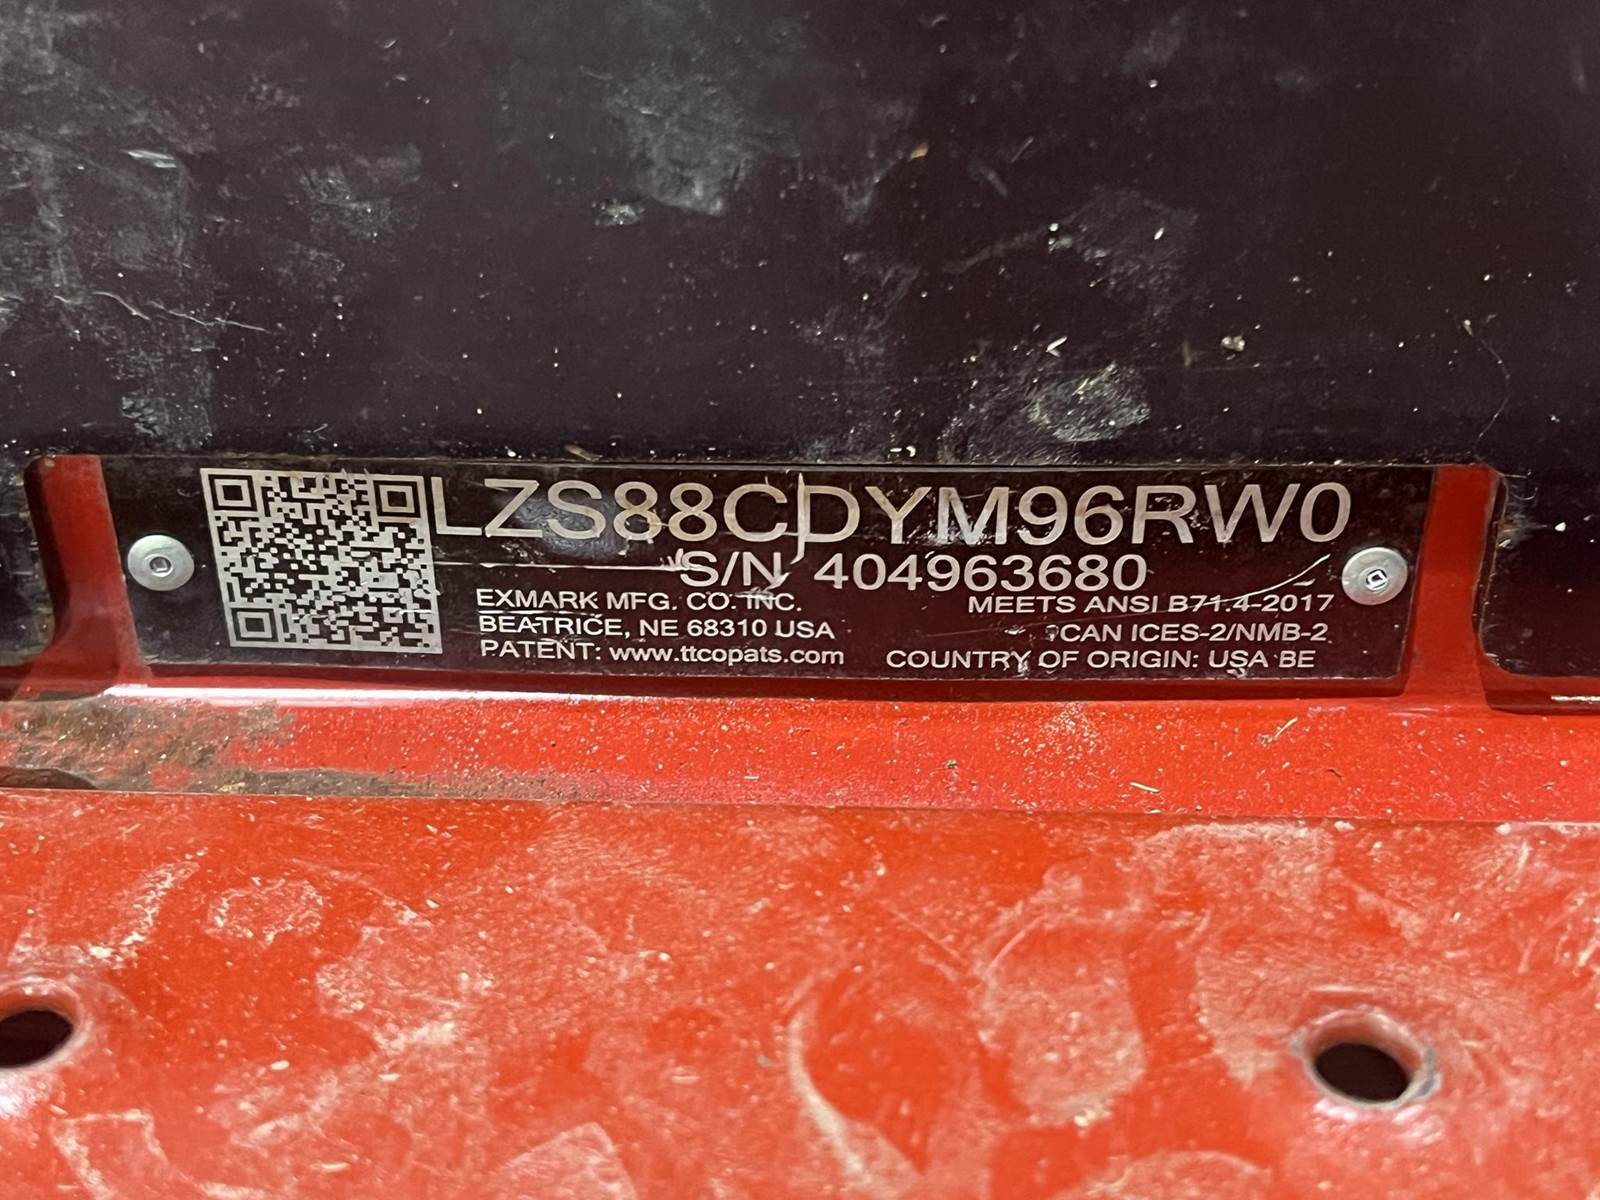 LZS88CDYM96RW0
S/N 404963680
EXMARK MFG. CO. INC.
BEATRICE, NE 68310 USA
PATENT: www.ttcopats.com
MEETS ANSI B71.4-2017
CAN ICES-2/NMB-2
COUNTRY OF ORIGIN: USA BE